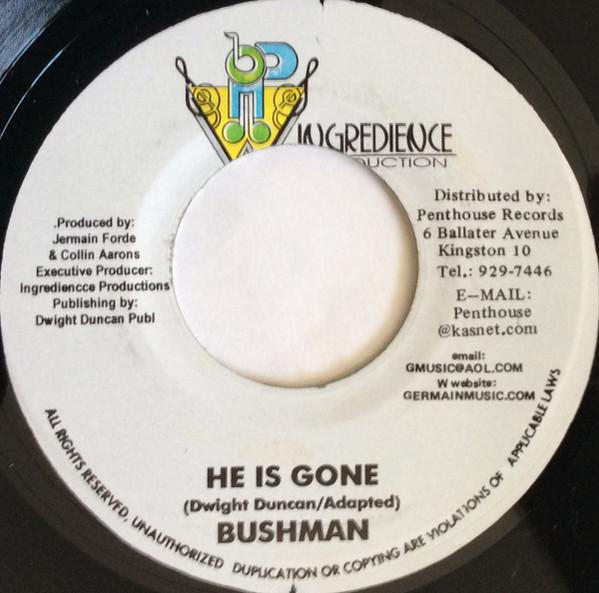 INGREDIENCE
DUCTION
.Produced by:
Jermain Forde
& Collin Aarons
Executive Producer:
Ingrediencce Productions
Publishing by:
Dwight Duncan Publ
Distributed by:
Penthouse Records
6 Ballater Avenue
Kingston 10
Tel.: 929-7446
E-MAIL:
Penthouse
@kasnet.com
email:
GMUSIC@AOL.COM
W website:
GERMAINMUSIC.COM
HE IS GONE
(Dwight Duncan/Adapted)
BUSHMAN
ALL RIGHTS RESERVED, UNAUTHORIZED DUPLICATION OR COPYING ARE VIOLATIONS OF APPLICABLE LAWS